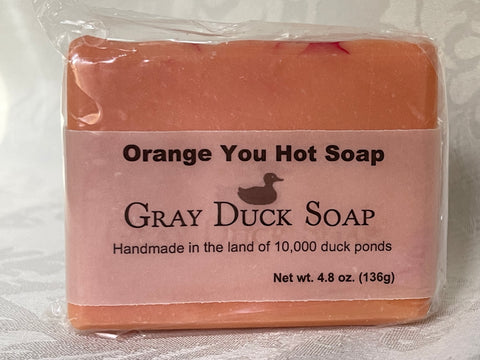 Orange You Hot Soap
GRAY DUCK SOAP
Handmade in the land of 10,000 duck ponds
Net wt. 4.8 oz. (136g)